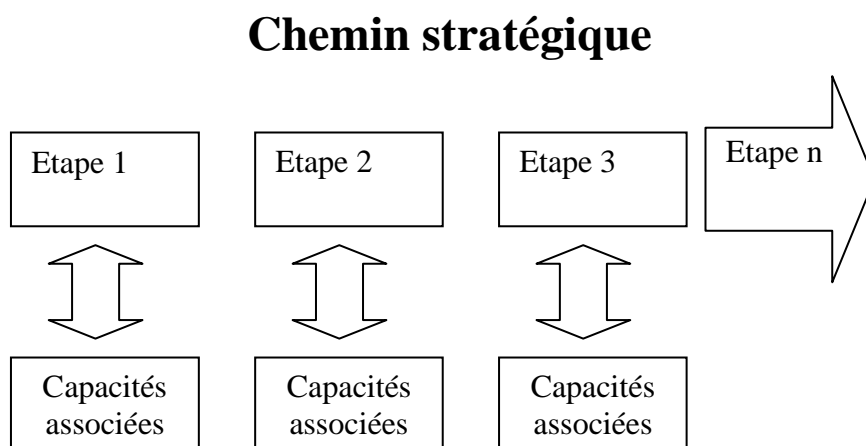 Chemin stratégique
Etape 1
Etape 2
Etape 3
Etape n
Capacités
associées
Capacités
associées
Capacités
associées